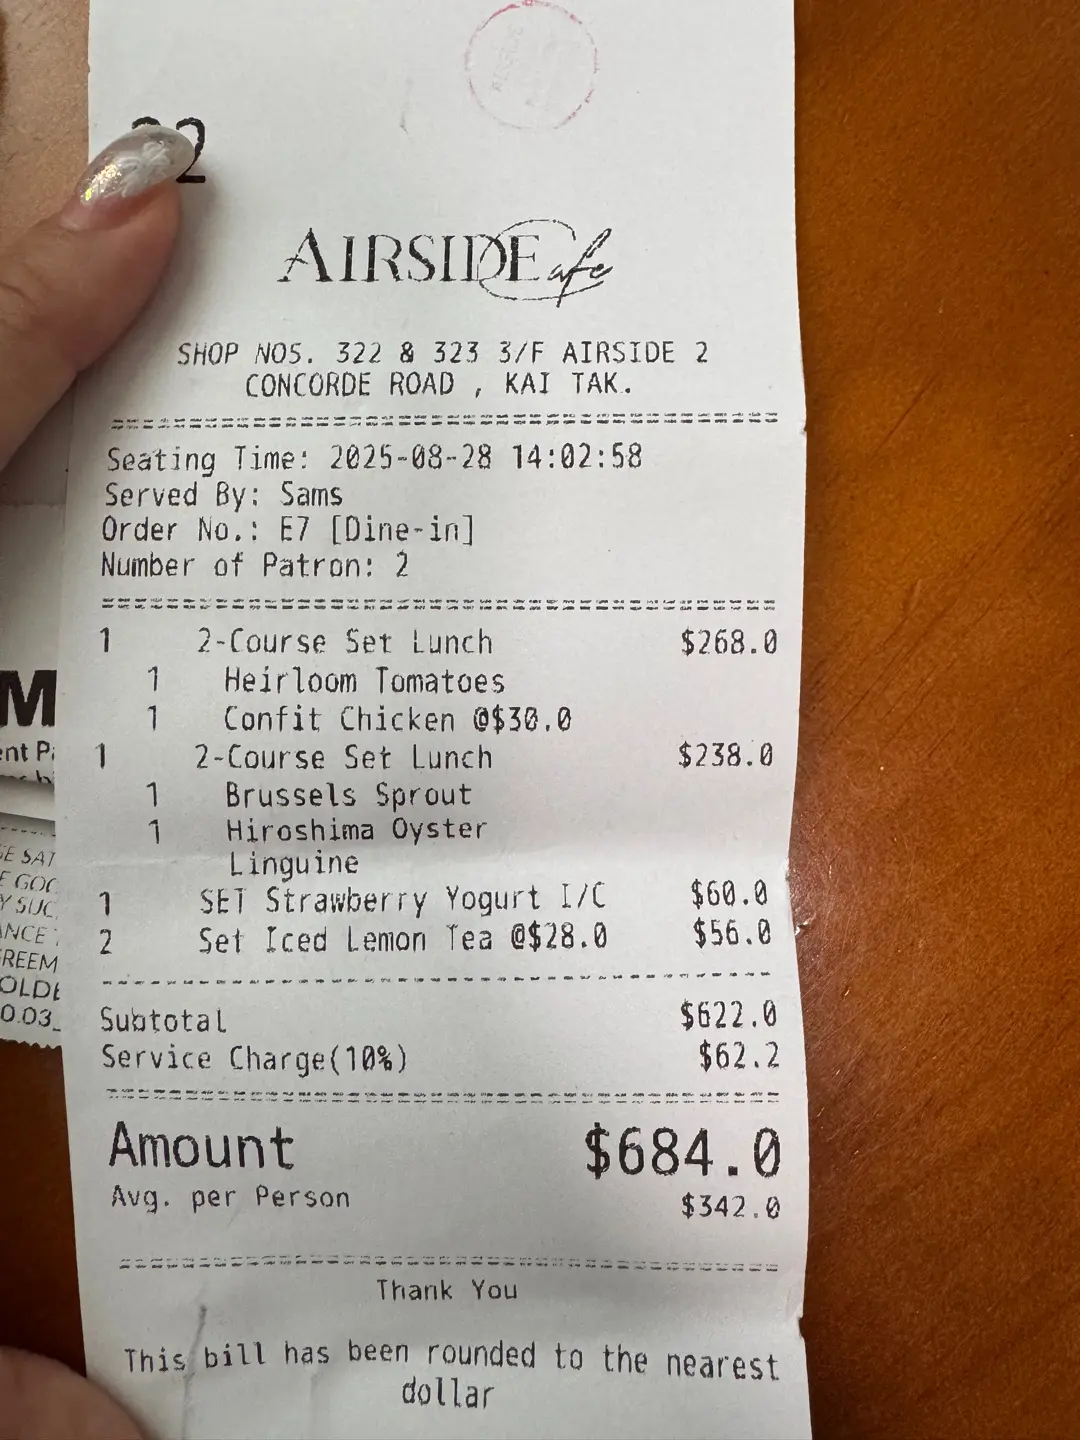 2
AIRSIDE Cafe
SHOP NOS. 322 & 323 3/F AIRSIDE 2
CONCORDE ROAD , KAI TAK.
Seating Time: 2025-08-28 14:02:58
Served By: Sams
Order No.: E7 [Dine-in]
Number of Patron: 2
1 2-Course Set Lunch $268.0
1 Heirloom Tomatoes
1 Confit Chicken @$30.0
1 2-Course Set Lunch $238.0
1 Brussels Sprout
1 Hiroshima Oyster
Linguine
1 SET Strawberry Yogurt I/C $60.0
2 Set Iced Lemon Tea @$28.0 $56.0
Subtotal $622.0
Service Charge(10%) $62.2
Amount $684.0
Avg. per Person $342.0
Thank You
This bill has been rounded to the nearest
dollar
M